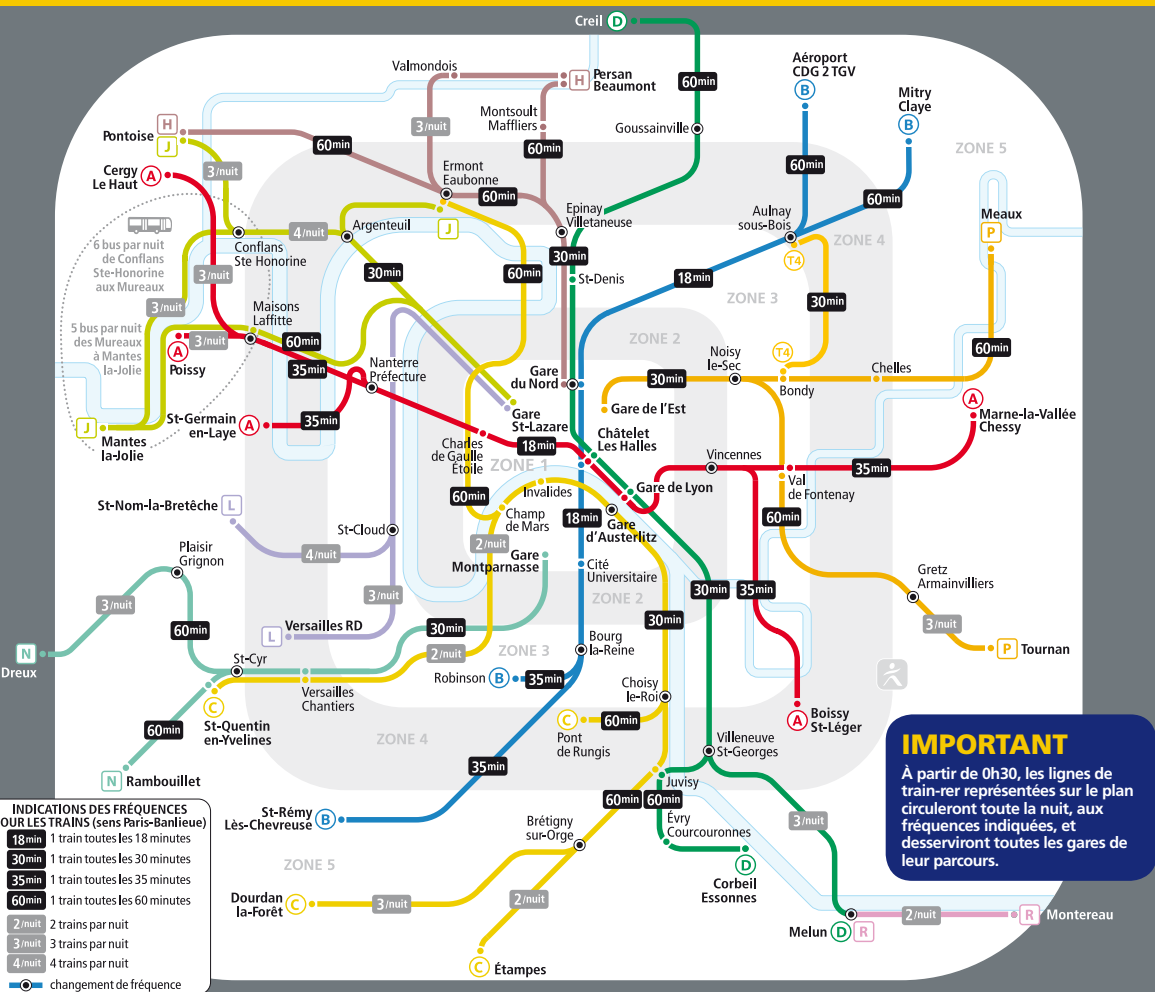 Creil D
60min
Valmondois
H Persan
Beaumont
Aéroport
CDG 2 TGV
B
Mitry
Claye
B
Montsoult
Maffliers
Goussainville
ZONE 5
H
Pontoise
J
3/nuit
60min
60min
60min
60min
Cergy
Le Haut A
3/nuit
Ermont
Eaubonne
60min
J
Epinay
Villetaneuse
Aulnay
sous-Bois
T4
ZONE 4
Meaux
P
6 bus par nuit
de Conflans
Ste-Honorine
aux Mureaux
Conflans
Ste Honorine
4/nuit
Argenteuil
30min
60min
30min
St-Denis
18min
ZONE 3
30min
3/nuit
3/nuit
5 bus par nuit
des Mureaux
à Mantes
la-Jolie
Maisons
Laffitte
60min
3/nuit
A
Poissy
35min
Nanterre
Préfecture
ZONE 2
Gare
du Nord
30min
Noisy
le-Sec
T4
Bondy
Chelles
60min
J Mantes
la-Jolie
St-Germain
en-Laye A
35min
Gare
St-Lazare
Gare de l'Est
A
Marne-la-Vallée
Chessy
Charles
de Gaulle
Étoile
18min
Châtelet
Les Halles
ZONE 1
Vincennes
35min
Val
de Fontenay
Gare de Lyon
Invalides
60min
Champ
de Mars
18min
Gare
d'Austerlitz
60min
St-Nom-la-Bretêche L
St-Cloud
4/nuit
2/nuit
Gare
Montparnasse
Cité
Universitaire
ZONE 2
Plaisir
Grignon
3/nuit
60min
3/nuit
L Versailles RD
30min
30min
30min
35min
Gretz
Armainvilliers
3/nuit
P Tournan
N
Dreux
St-Cyr
2/nuit
ZONE 3
Bourg
la-Reine
Robinson B
35min
Versailles
Chantiers
C
St-Quentin
en-Yvelines
60min
N Rambouillet
Choisy
le-Roi
C
Pont
de Rungis
60min
A
Boissy
St-Léger
ZONE 4
35min
Villeneuve
St-Georges
Juvisy
60min
60min
St-Rémy
Lès-Chevreuse B
Brétigny
sur-Orge
Évry
Courcouronnes
3/nuit
ZONE 5
D
Corbeil
Essonnes
Dourdan
la-Forêt C
3/nuit
2/nuit
C Étampes
Melun D R
2/nuit
R Montereau
IMPORTANT
À partir de 0h30, les lignes de
train-rer représentées sur le plan
circuleront toute la nuit, aux
fréquences indiquées, et
desserviront toutes les gares de
leur parcours.
INDICATIONS DES FRÉQUENCES
OUR LES TRAINS (sens Paris-Banlieue)
18min 1 train toutes les 18 minutes
30min 1 train toutes les 30 minutes
35min 1 train toutes les 35 minutes
60min 1 train toutes les 60 minutes
2/nuit 2 trains par nuit
3/nuit 3 trains par nuit
4/nuit 4 trains par nuit
changement de fréquence